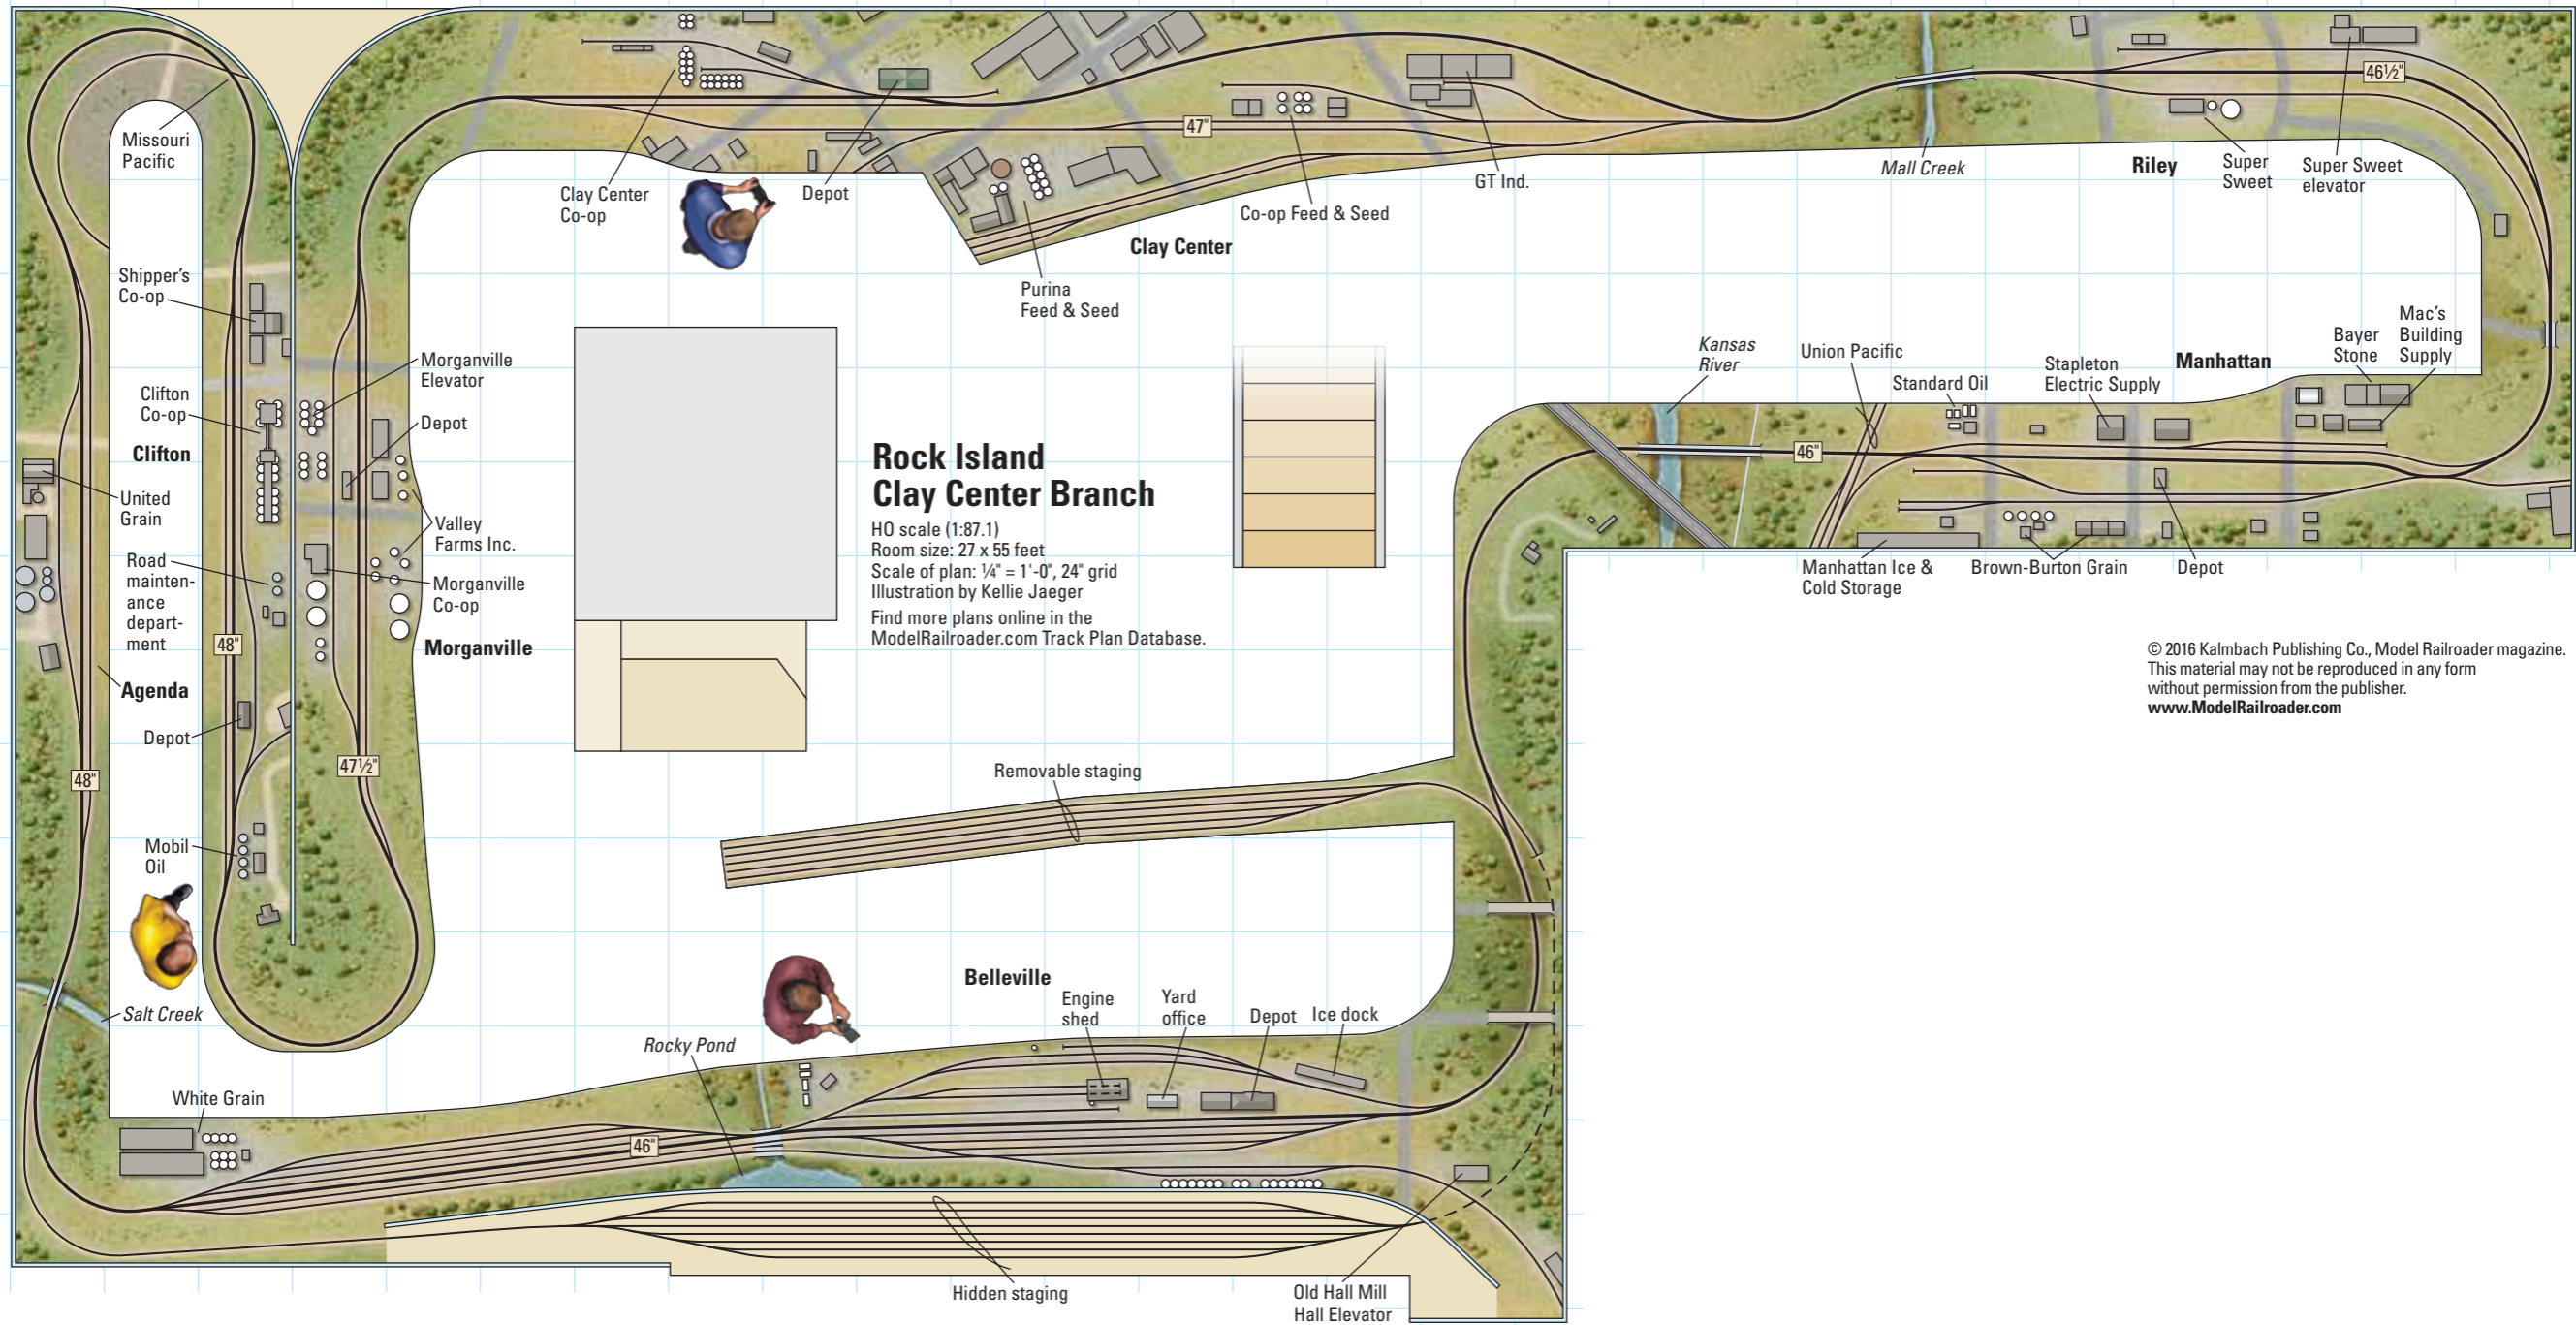 Missouri
Pacific
Shipper's
Co-op
Clifton
Co-op
Clifton
United
Grain
Road
mainten-
ance
depart-
ment
48"
Agenda
Depot
48"
Mobil
Oil
Salt Creek
White Grain
Morganville
Elevator
Depot
Valley
Farms Inc.
Morganville
Co-op
Morganville
47½"
Clay Center
Co-op
Depot
47"
Purina
Feed & Seed
Clay Center
Co-op Feed & Seed
GT Ind.
Mall Creek
Riley
Super
Sweet
Super Sweet
elevator
46½"
Rock Island
Clay Center Branch
HO scale (1:87.1)
Room size: 27 x 55 feet
Scale of plan: ¼" = 1'-0", 24" grid
Illustration by Kellie Jaeger
Find more plans online in the
ModelRailroader.com Track Plan Database.
Kansas
River
Union Pacific
46"
Standard Oil
Stapleton
Electric Supply
Manhattan
Bayer
Stone
Mac's
Building
Supply
Manhattan Ice &
Cold Storage
Brown-Burton Grain
Depot
© 2016 Kalmbach Publishing Co., Model Railroader magazine.
This material may not be reproduced in any form
without permission from the publisher.
www.ModelRailroader.com
Removable staging
Belleville
Engine
shed
Yard
office
Depot
Ice dock
Rocky Pond
46"
Hidden staging
Old Hall Mill
Hall Elevator